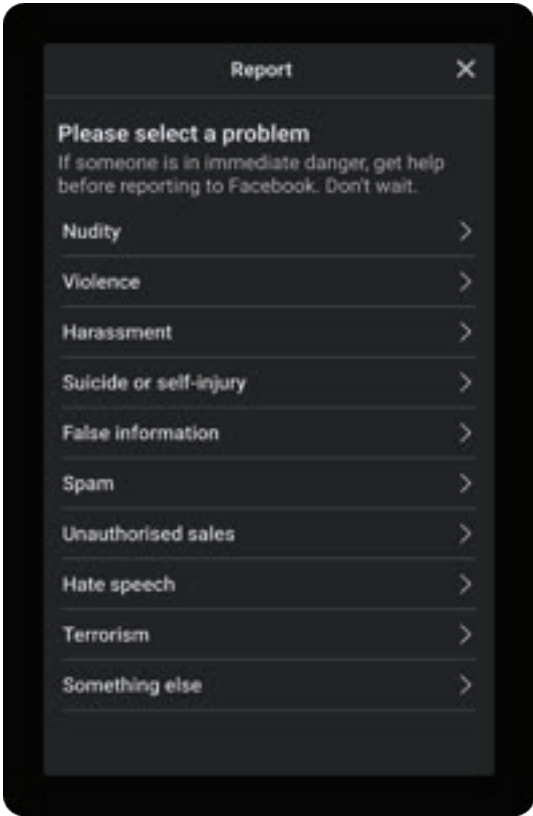 Report
Please select a problem
If someone is in immediate danger, get help
before reporting to Facebook. Don't wait.
Nudity
Violence
Harassment
Suicide or self-injury
False information
Spam
Unauthorised sales
Hate speech
Terrorism
Something else